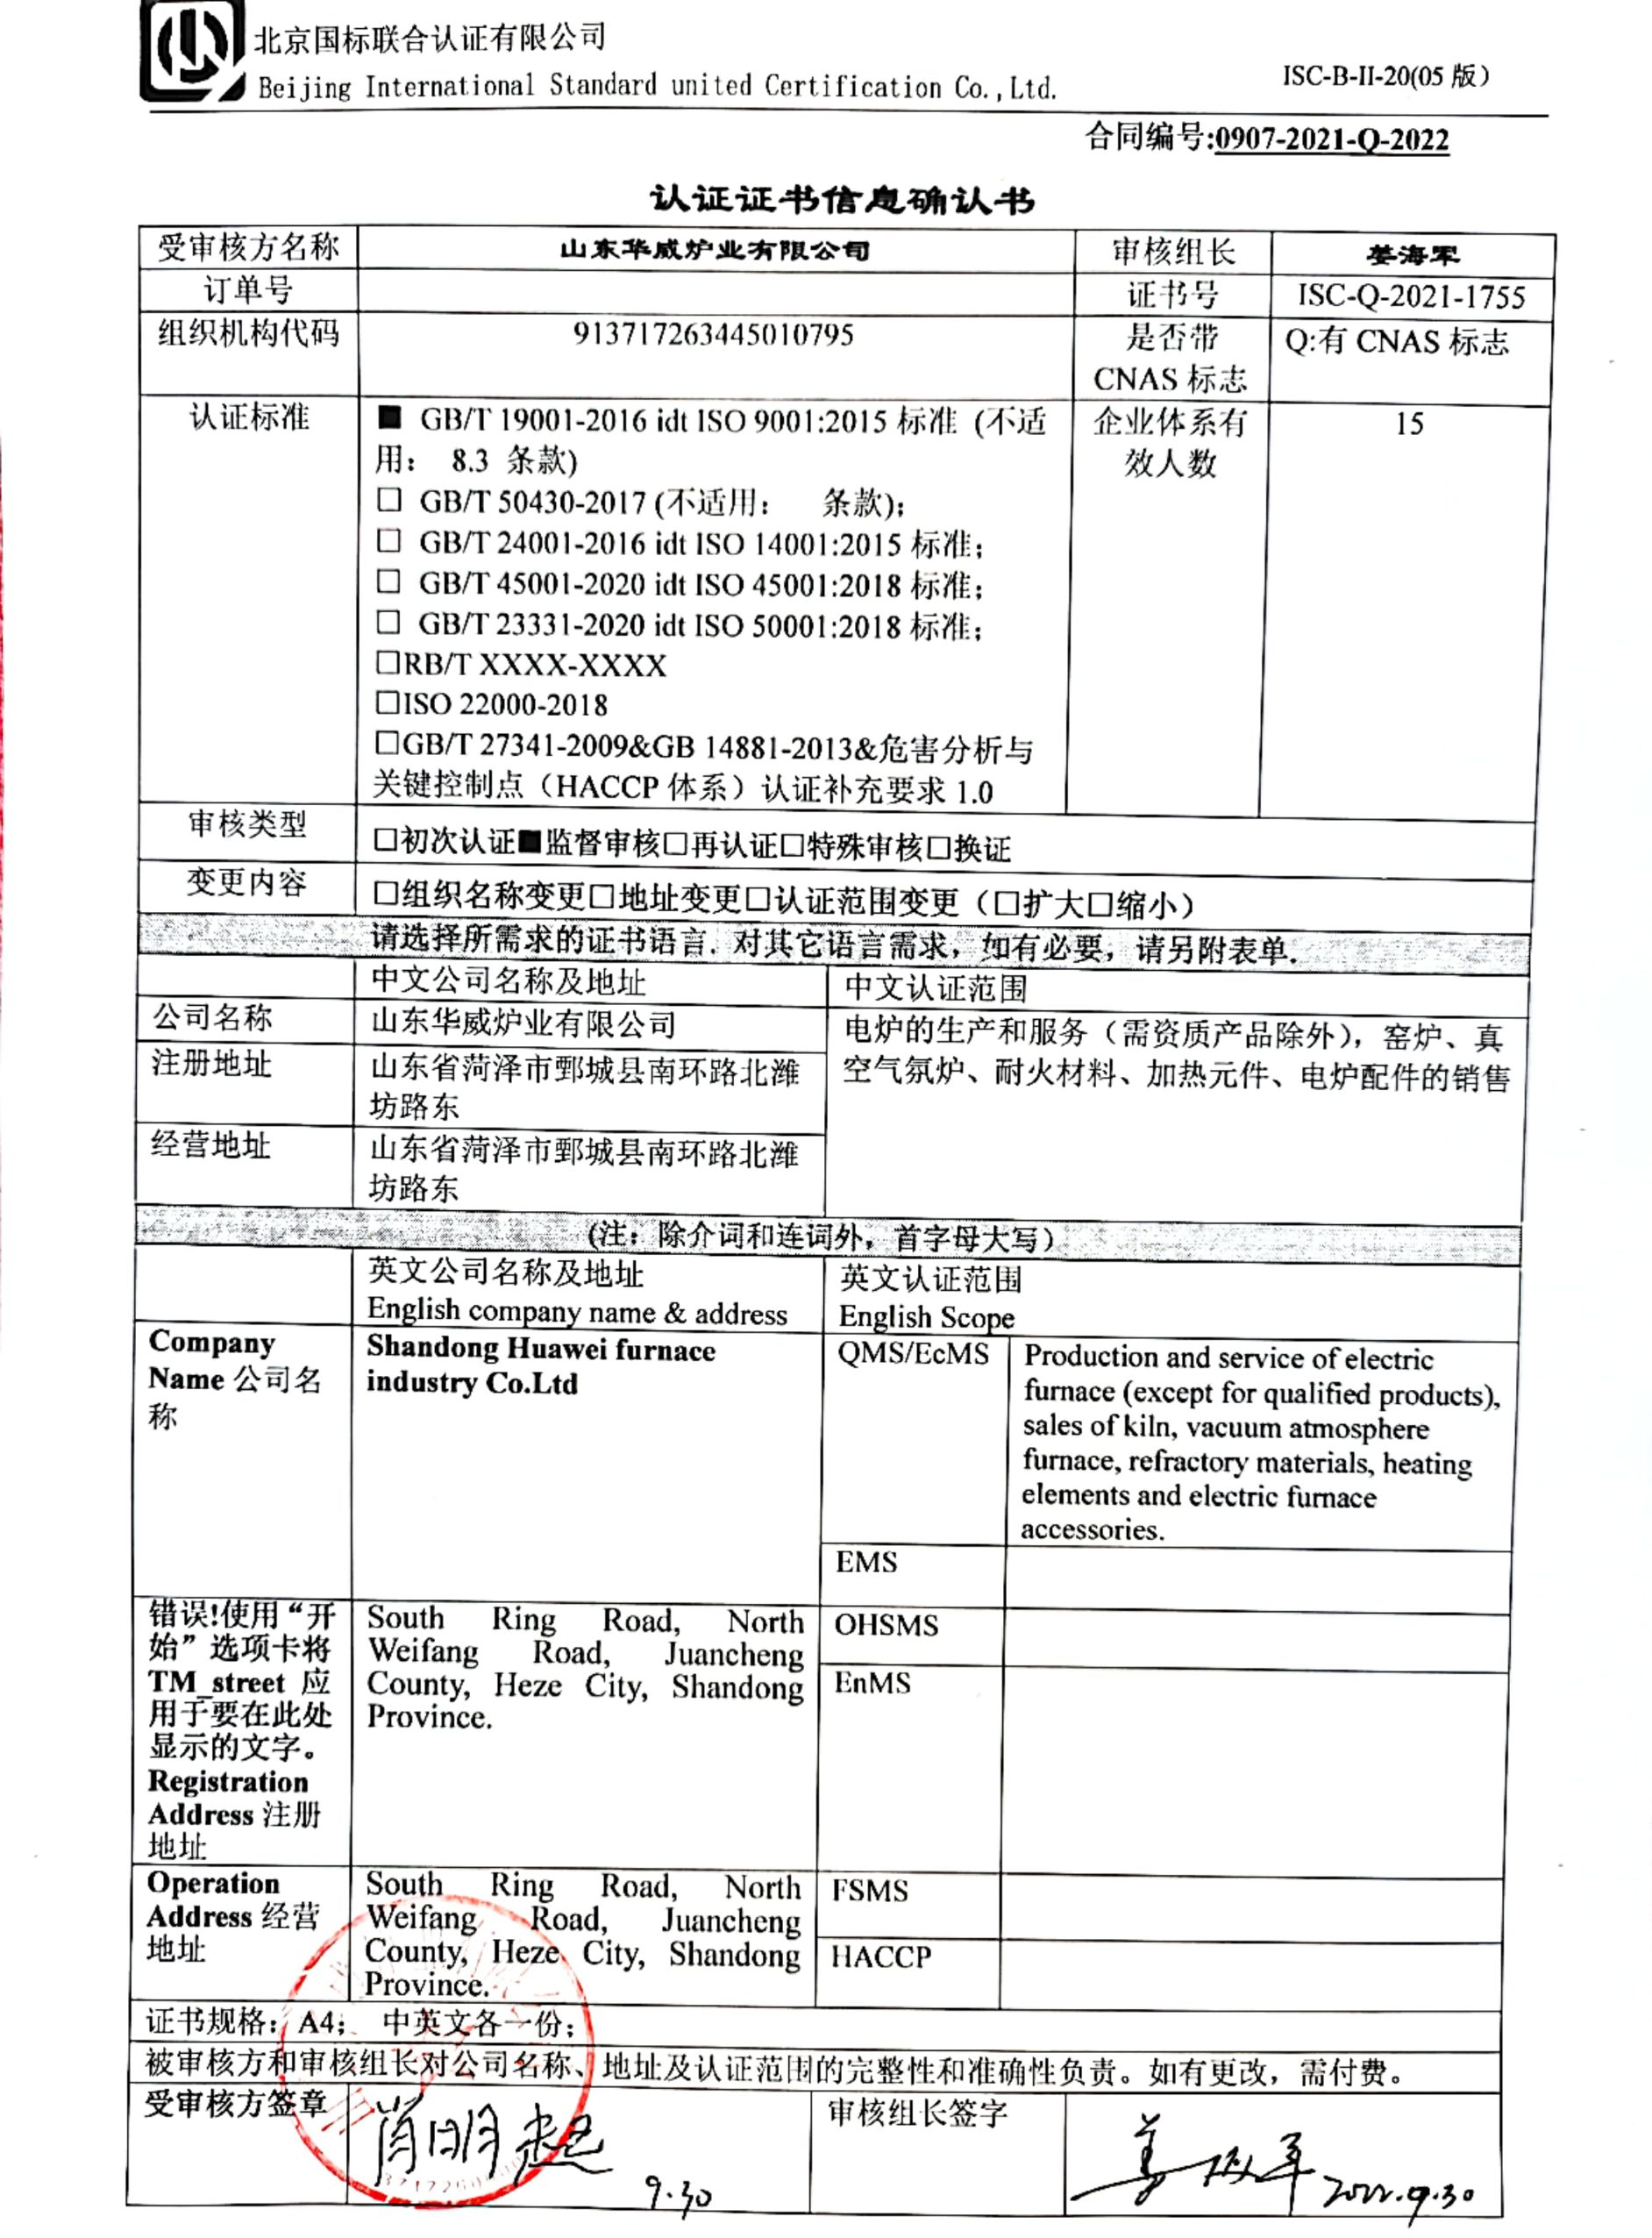 北京国标联合认证有限公司
Beijing International Standard united Certification Co.,Ltd.
ISC-B-II-20(05 版)
合同编号:0907-2021-Q-2022
认证证书信息确认书
受审核方名称 山东华威炉业有限公司 审核组长 姜海军
订单号 证书号 ISC-Q-2021-1755
组织机构代码 913717263445010795 是否带 Q:有 CNAS 标志
CNAS 标志
认证标准 ■ GB/T 19001-2016 idt ISO 9001:2015 标准 (不适 企业体系有 15
用: 8.3 条款) 效人数
□ GB/T 50430-2017 (不适用: 条款);
□ GB/T 24001-2016 idt ISO 14001:2015 标准;
□ GB/T 45001-2020 idt ISO 45001:2018 标准;
□ GB/T 23331-2020 idt ISO 50001:2018 标准;
□RB/T XXXX-XXXX
□ISO 22000-2018
□GB/T 27341-2009&GB 14881-2013&危害分析与
关键控制点（HACCP 体系）认证补充要求 1.0
审核类型 □初次认证■监督审核□再认证□特殊审核□换证
变更内容 □组织名称变更□地址变更□认证范围变更（□扩大□缩小）
请选择所需求的证书语言. 对其它语言需求，如有必要，请另附表单.
中文公司名称及地址 中文认证范围
公司名称 山东华威炉业有限公司 电炉的生产和服务（需资质产品除外），窑炉、真
注册地址 山东省菏泽市鄄城县南环路北潍 空气氛炉、耐火材料、加热元件、电炉配件的销售
坊路东
经营地址 山东省菏泽市鄄城县南环路北潍
坊路东
(注：除介词和连词外，首字母大写）
英文公司名称及地址 英文认证范围
English company name & address English Scope
Company Shandong Huawei furnace QMS/EcMS Production and service of electric
Name 公司名 industry Co.Ltd furnace (except for qualified products),
称 sales of kiln, vacuum atmosphere
furnace, refractory materials, heating
elements and electric furnace
accessories.
EMS
错误!使用“开 South Ring Road, North OHSMS
始”选项卡将 Weifang Road, Juancheng
TM_street 应 County, Heze City, Shandong EnMS
用于要在此处 Province.
显示的文字。
Registration
Address 注册
地址
Operation South Ring Road, North FSMS
Address 经营 Weifang Road, Juancheng
地址 County, Heze City, Shandong HACCP
Province.
证书规格：A4； 中英文各一份；
被审核方和审核组长对公司名称、地址及认证范围的完整性和准确性负责。如有更改，需付费。
受审核方签章 肖明超 审核组长签字 姜海军
9.30 2022.9.30